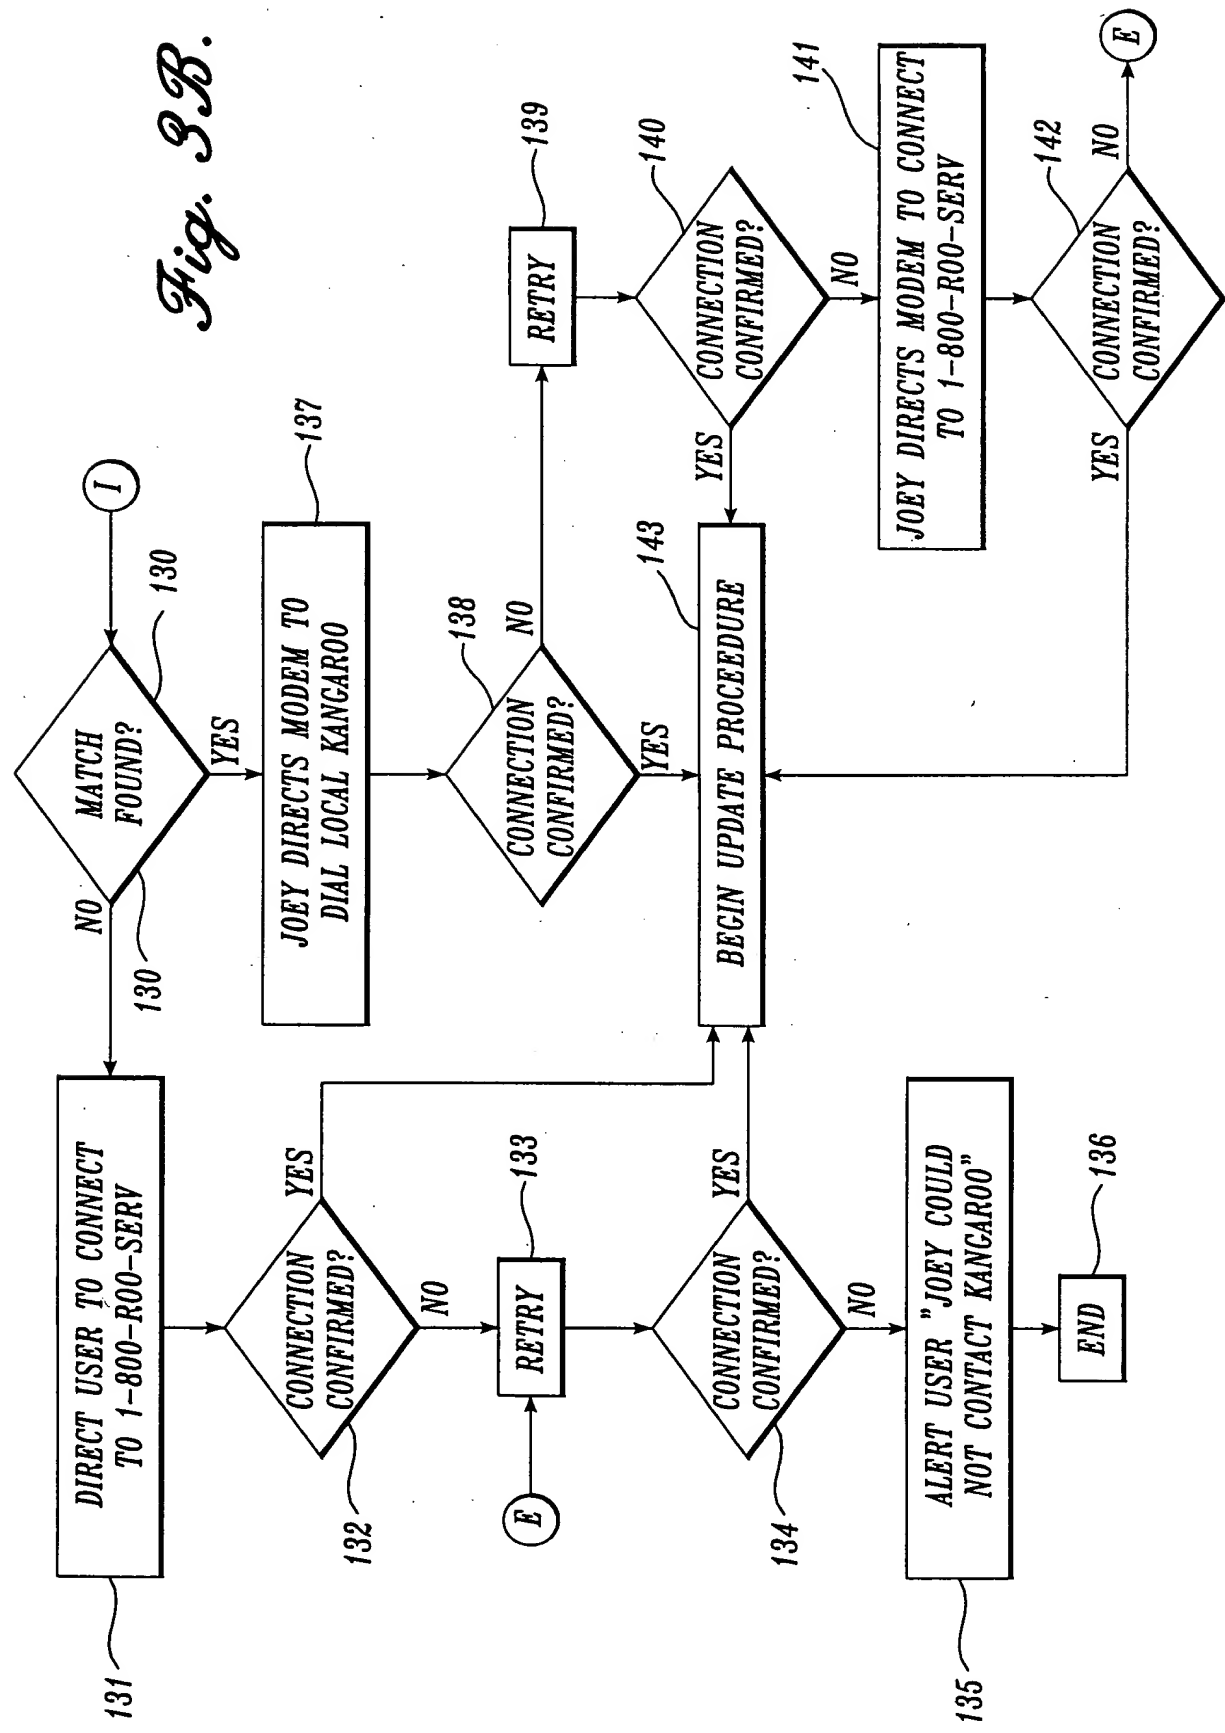 Fig. 3B.
I
MATCH
FOUND?
130
130
NO
YES
DIRECT USER TO CONNECT
TO 1-800-ROO-SERV
131
JOEY DIRECTS MODEM TO
DIAL LOCAL KANGAROO
137
CONNECTION
CONFIRMED?
132
YES
NO
CONNECTION
CONFIRMED?
138
NO
YES
RETRY
133
E
RETRY
139
CONNECTION
CONFIRMED?
134
YES
NO
BEGIN UPDATE PROCEDURE
143
CONNECTION
CONFIRMED?
140
YES
NO
ALERT USER "JOEY COULD
NOT CONTACT KANGAROO"
135
JOEY DIRECTS MODEM TO CONNECT
TO 1-800-ROO-SERV
141
END
136
CONNECTION
CONFIRMED?
142
YES
NO
E